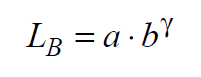 L_B = a · b^γ